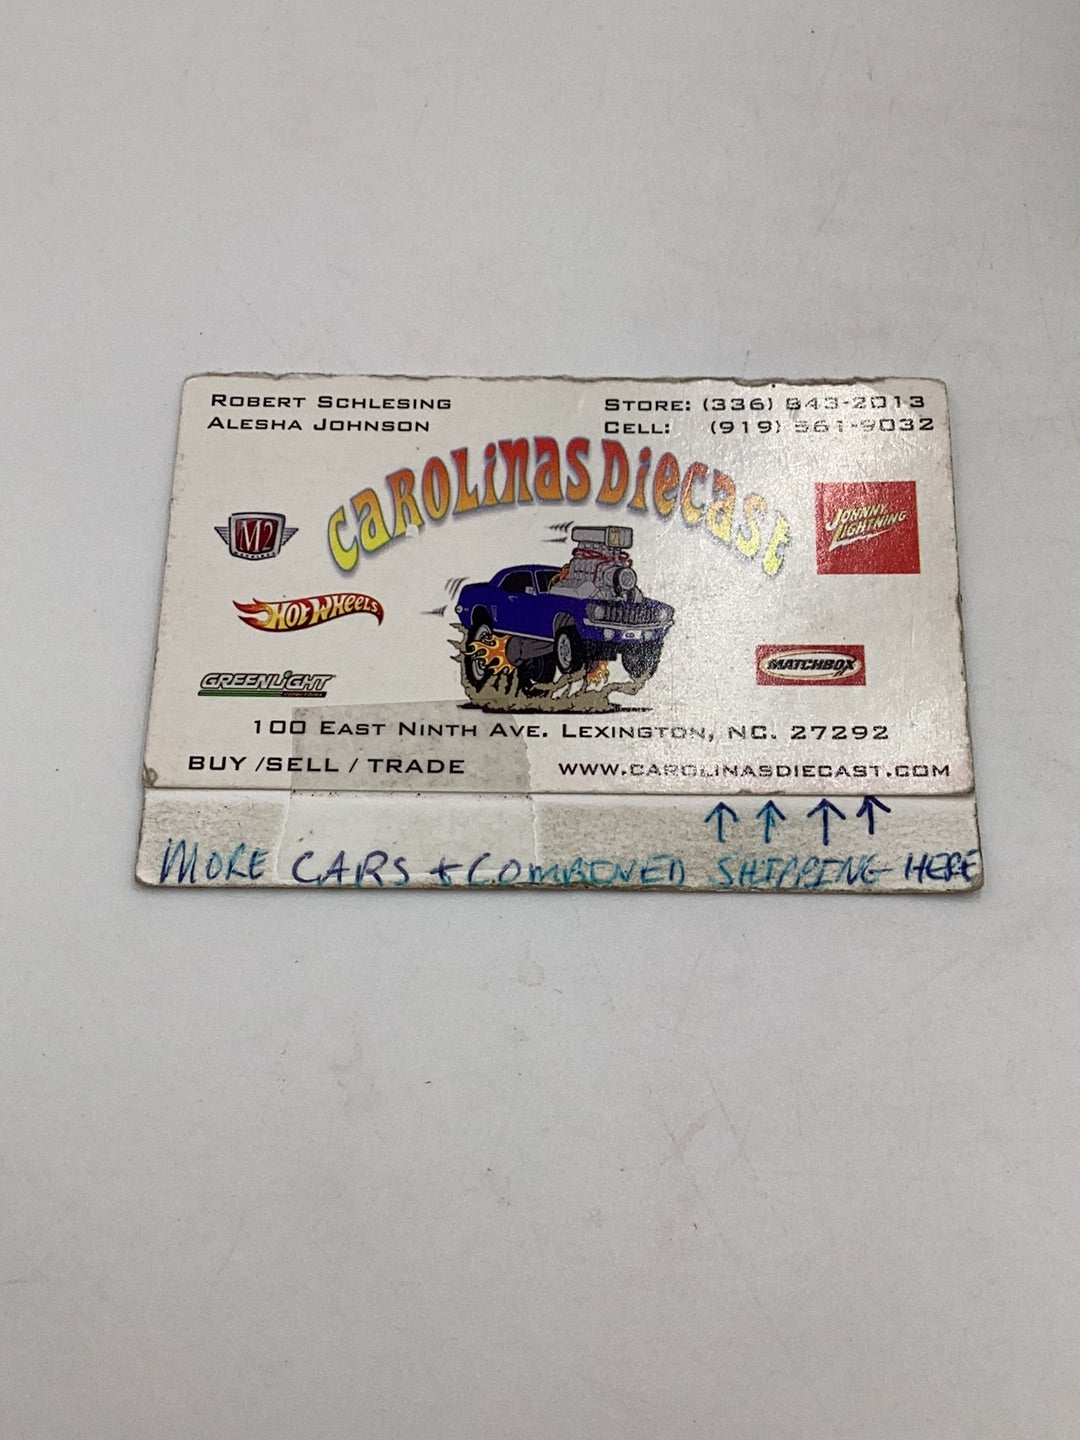 ROBERT SCHLESING
ALESHA JOHNSON
STORE: (336) 843-2013
CELL: (919) 561-9032
CAROLINAS DIECAST
M2
JOHNNY LIGHTNING
HOT WHEELS
MATCHBOX
GREENLIGHT
100 EAST NINTH AVE. LEXINGTON, NC. 27292
BUY /SELL / TRADE
WWW.CAROLINASDIECAST.COM
↑ ↑ ↑ ↑
MORE CARS + COMBINED SHIPPING HERE